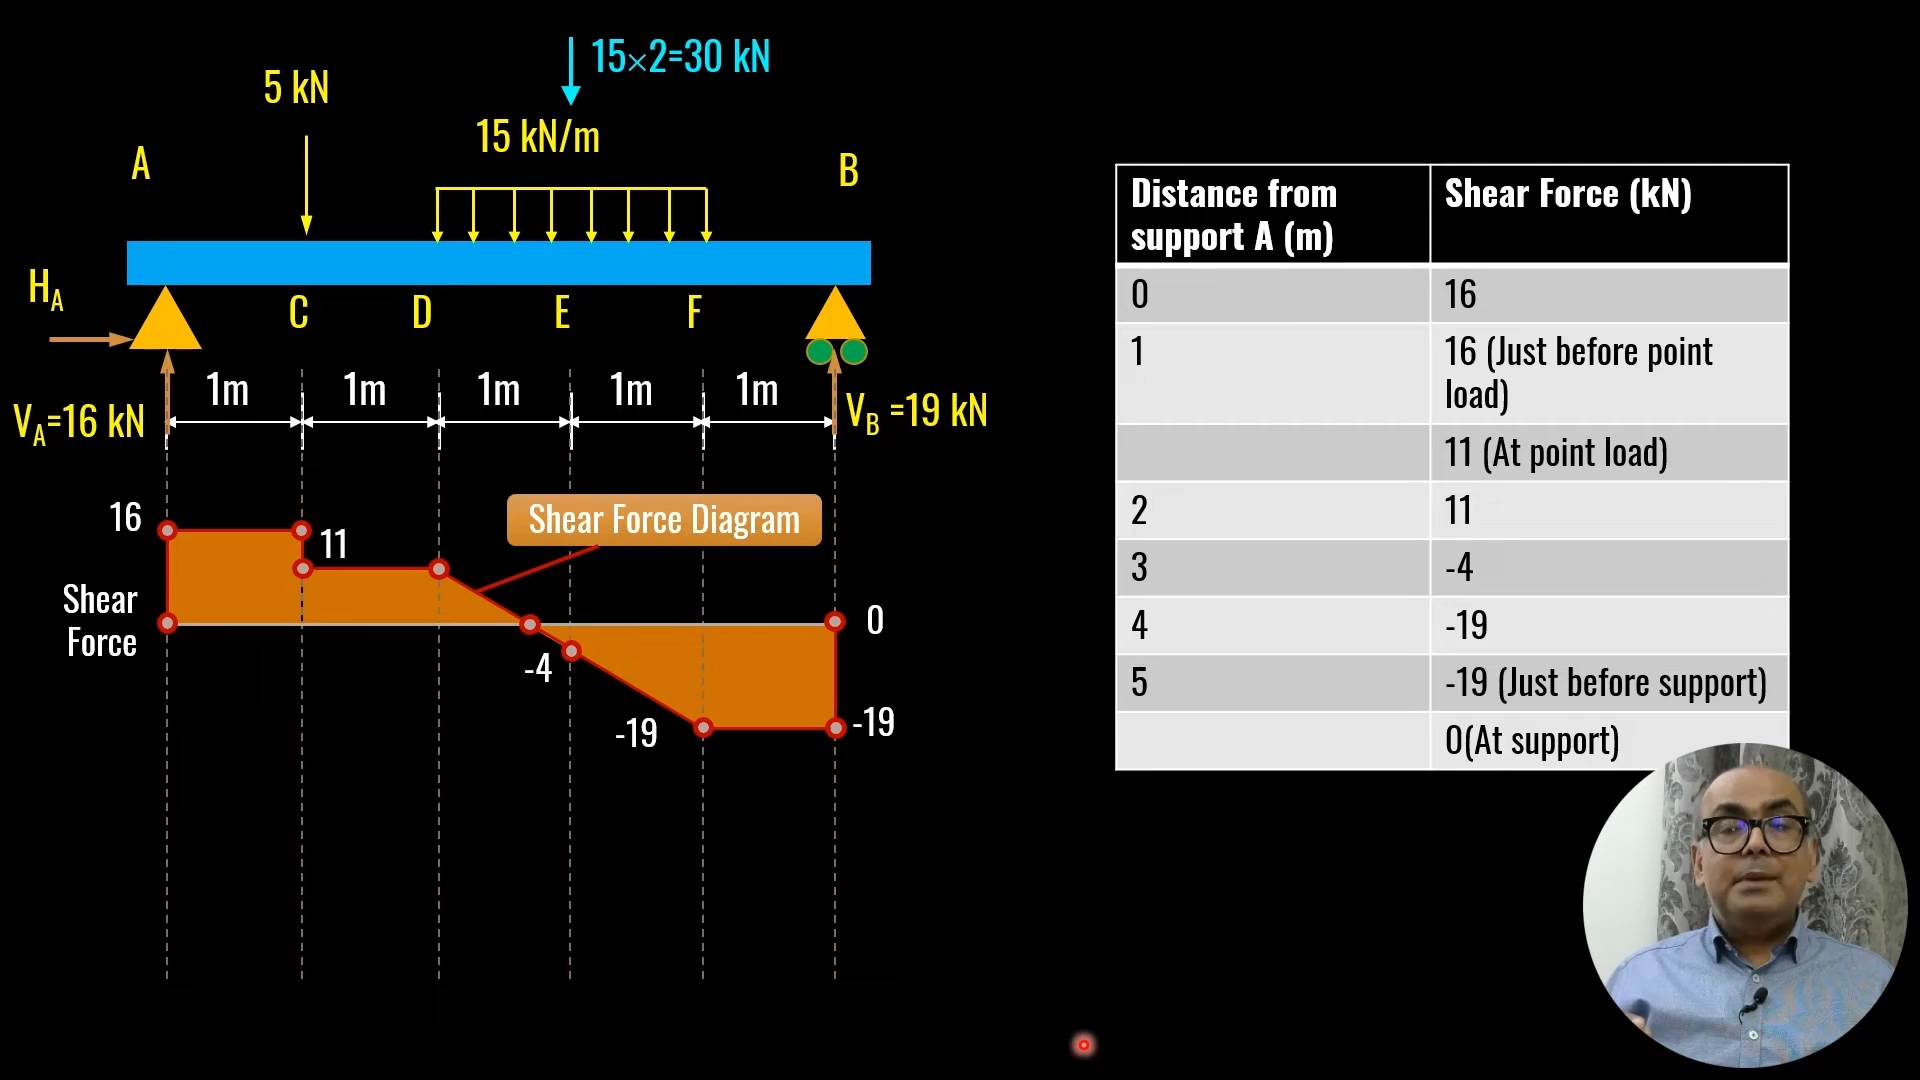 15×2=30 kN
5 kN
15 kN/m
A
B
H_A
C
D
E
F
1m
1m
1m
1m
1m
V_A=16 kN
V_B =19 kN
16
11
Shear Force Diagram
Shear
Force
0
-4
-19
-19
Distance from
support A (m)
Shear Force (kN)
0
16
1
16 (Just before point
load)
11 (At point load)
2
11
3
-4
4
-19
5
-19 (Just before support)
0(At support)